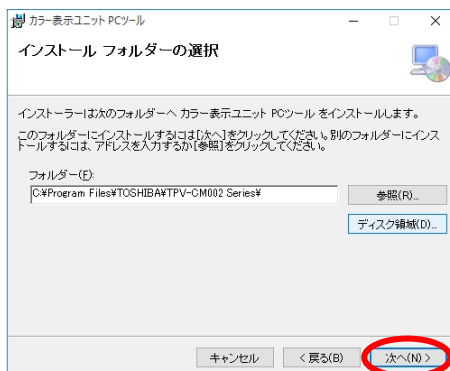 カラー表示ユニット PCツール
インストール フォルダーの選択
インストーラーは次のフォルダーへ カラー表示ユニット PCツール をインストールします。
このフォルダーにインストールするには[次へ]をクリックしてください。別のフォルダーにインス
トールするには、アドレスを入力するか[参照]をクリックしてください。
フォルダー(F):
C:¥Program Files¥TOSHIBA¥TPV-CM002 Series¥
参照(R)...
ディスク領域(D)...
キャンセル
< 戻る(B)
次へ(N) >